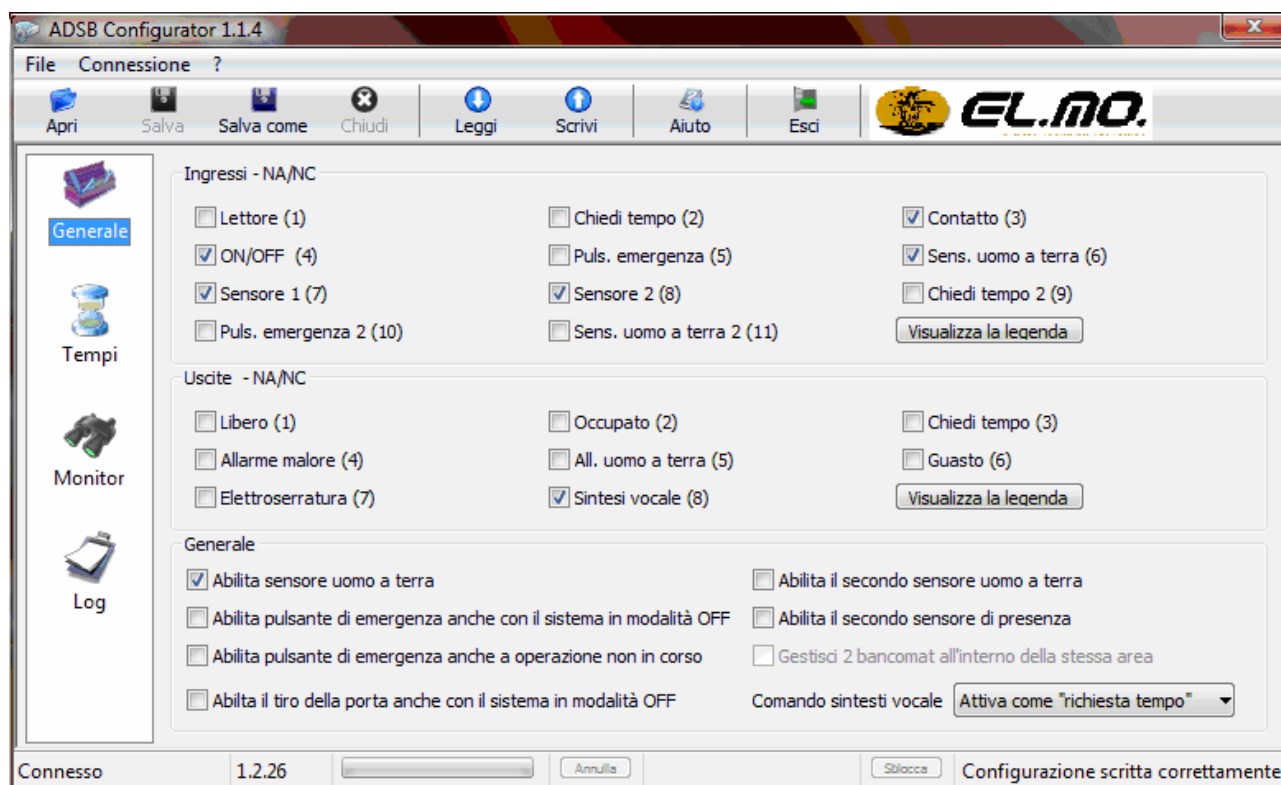 ADSB Configurator 1.1.4
File Connessione ?
Apri Salva Salva come Chiudi Leggi Scrivi Aiuto Esci EL.MO.
Generale
Tempi
Monitor
Log
Ingressi - NA/NC
Lettore (1) Chiedi tempo (2) Contatto (3)
ON/OFF (4) Puls. emergenza (5) Sens. uomo a terra (6)
Sensore 1 (7) Sensore 2 (8) Chiedi tempo 2 (9)
Puls. emergenza 2 (10) Sens. uomo a terra 2 (11) Visualizza la legenda
Uscite - NA/NC
Libero (1) Occupato (2) Chiedi tempo (3)
Allarme malore (4) All. uomo a terra (5) Guasto (6)
Elettroserratura (7) Sintesi vocale (8) Visualizza la legenda
Generale
Abilita sensore uomo a terra Abilita il secondo sensore uomo a terra
Abilita pulsante di emergenza anche con il sistema in modalità OFF Abilita il secondo sensore di presenza
Abilita pulsante di emergenza anche a operazione non in corso Gestisci 2 bancomat all'interno della stessa area
Abilta il tiro della porta anche con il sistema in modalità OFF Comando sintesti vocale Attiva come "richiesta tempo"
Connesso 1.2.26 Annulla Sblocca Configurazione scritta correttamente